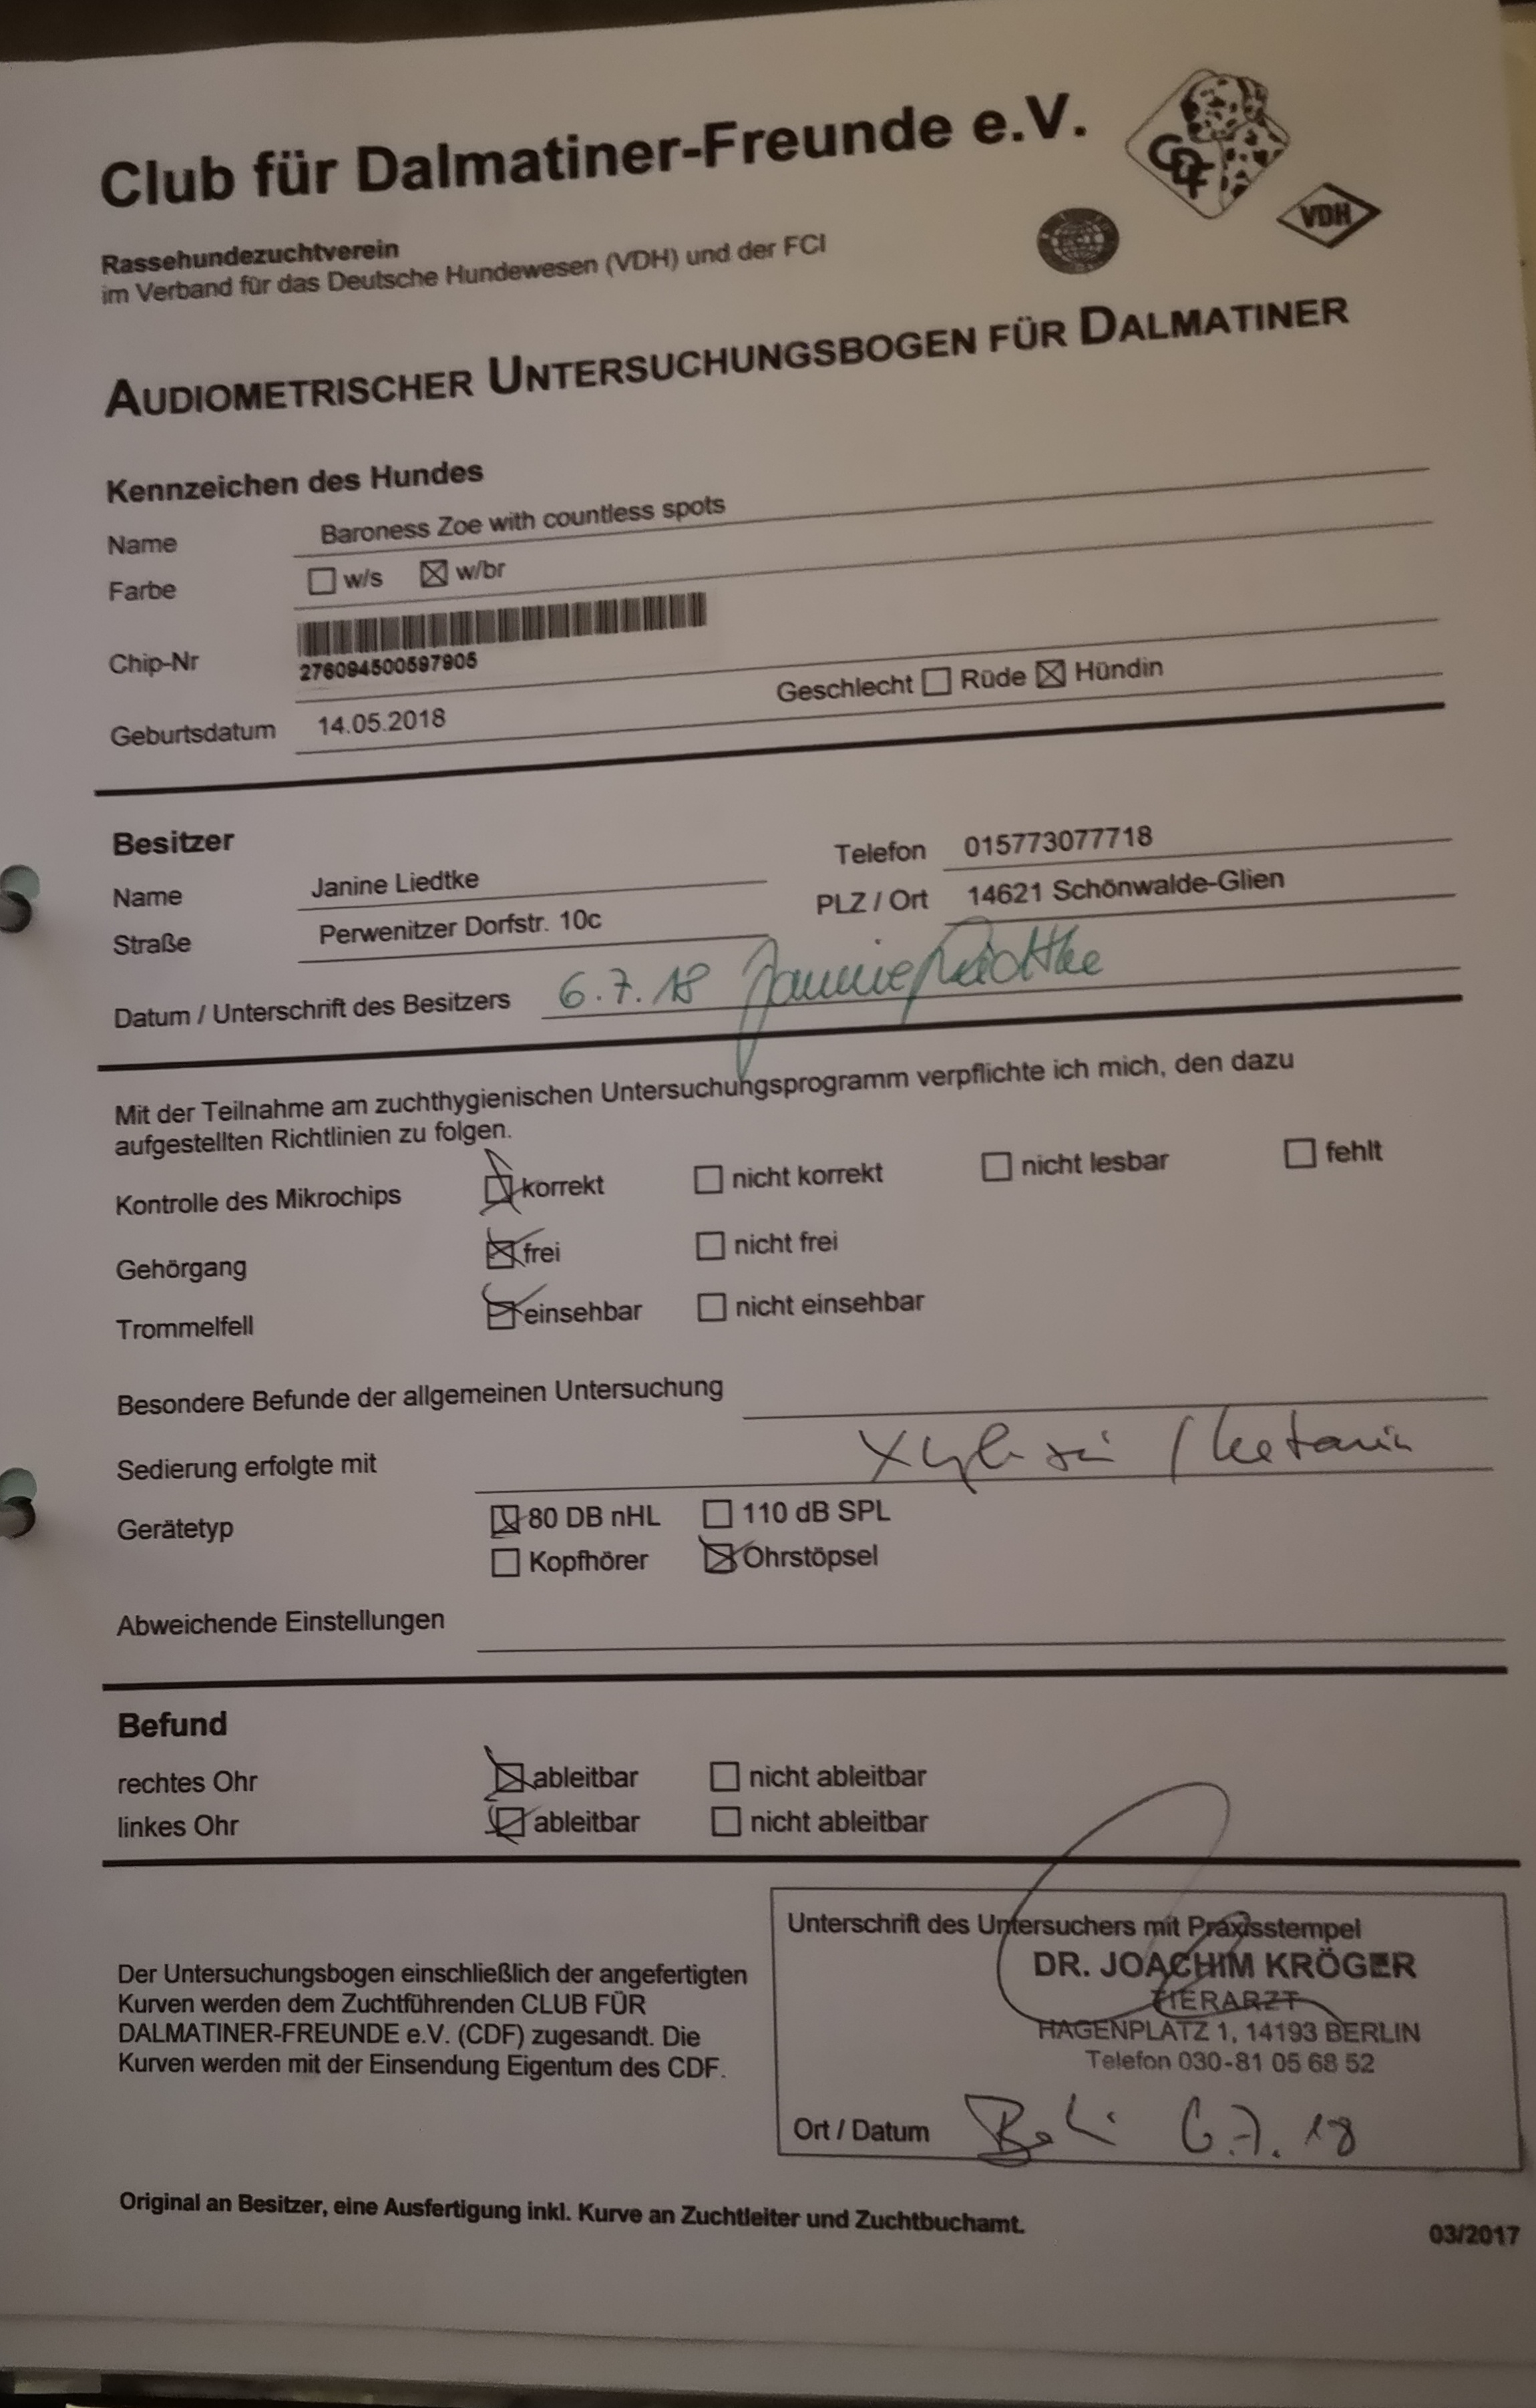 Club für Dalmatiner-Freunde e.V.
CDF
VDH
Rassehundezuchtverein
im Verband für das Deutsche Hundewesen (VDH) und der FCI
AUDIOMETRISCHER UNTERSUCHUNGSBOGEN FÜR DALMATINER
Kennzeichen des Hundes
Name Baroness Zoe with countless spots
Farbe ☐ w/s ☒ w/br
Chip-Nr 276094500597905
Geburtsdatum 14.05.2018 Geschlecht ☐ Rüde ☒ Hündin
Besitzer
Name Janine Liedtke Telefon 015773077718
Straße Perwenitzer Dorfstr. 10c PLZ / Ort 14621 Schönwalde-Glien
Datum / Unterschrift des Besitzers 6.7.18 Janine Liedtke
Mit der Teilnahme am zuchthygienischen Untersuchungsprogramm verpflichte ich mich, den dazu
aufgestellten Richtlinien zu folgen.
Kontrolle des Mikrochips ☒ korrekt ☐ nicht korrekt ☐ nicht lesbar ☐ fehlt
Gehörgang ☒ frei ☐ nicht frei
Trommelfell ☒ einsehbar ☐ nicht einsehbar
Besondere Befunde der allgemeinen Untersuchung
Sedierung erfolgte mit / Ketamin
Gerätetyp ☒ 80 DB nHL ☐ 110 dB SPL
☐ Kopfhörer ☒ Ohrstöpsel
Abweichende Einstellungen
Befund
rechtes Ohr ☒ ableitbar ☐ nicht ableitbar
linkes Ohr ☒ ableitbar ☐ nicht ableitbar
Der Untersuchungsbogen einschließlich der angefertigten
Kurven werden dem Zuchtführenden CLUB FÜR
DALMATINER-FREUNDE e.V. (CDF) zugesandt. Die
Kurven werden mit der Einsendung Eigentum des CDF.
Unterschrift des Untersuchers mit Praxisstempel
DR. JOACHIM KRÖGER
TIERARZT
HAGENPLATZ 1, 14193 BERLIN
Telefon 030-81 05 68 52
Ort / Datum Berlin 6.7.18
Original an Besitzer, eine Ausfertigung inkl. Kurve an Zuchtleiter und Zuchtbuchamt.
03/2017